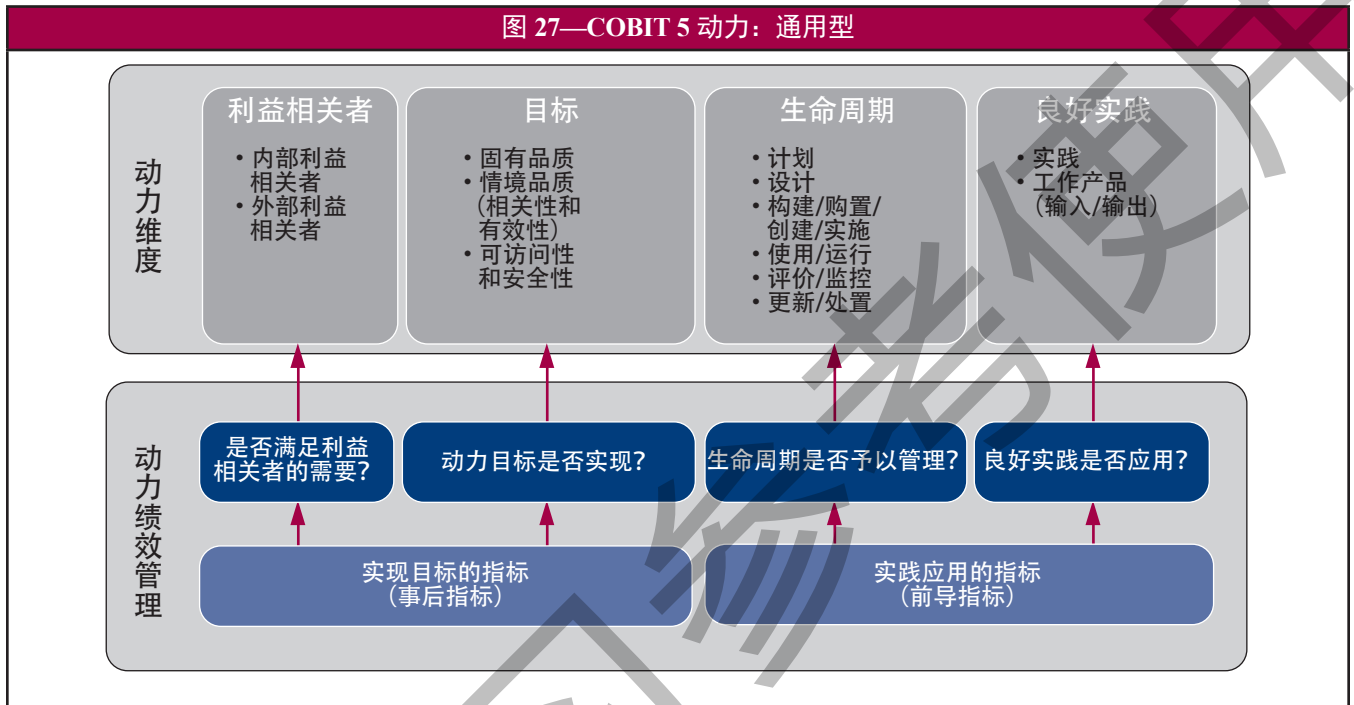 图 27—COBIT 5 动力：通用型
动力维度
利益相关者
• 内部利益
相关者
• 外部利益
相关者
目标
• 固有品质
• 情境品质
（相关性和
有效性）
• 可访问性
和安全性
生命周期
• 计划
• 设计
• 构建/购置/
创建/实施
• 使用/运行
• 评价/监控
• 更新/处置
良好实践
• 实践
• 工作产品
（输入/输出）
动力绩效管理
是否满足利益
相关者的需要？
动力目标是否实现？
生命周期是否予以管理？
良好实践是否应用？
实现目标的指标
（事后指标）
实践应用的指标
（前导指标）
参考使用